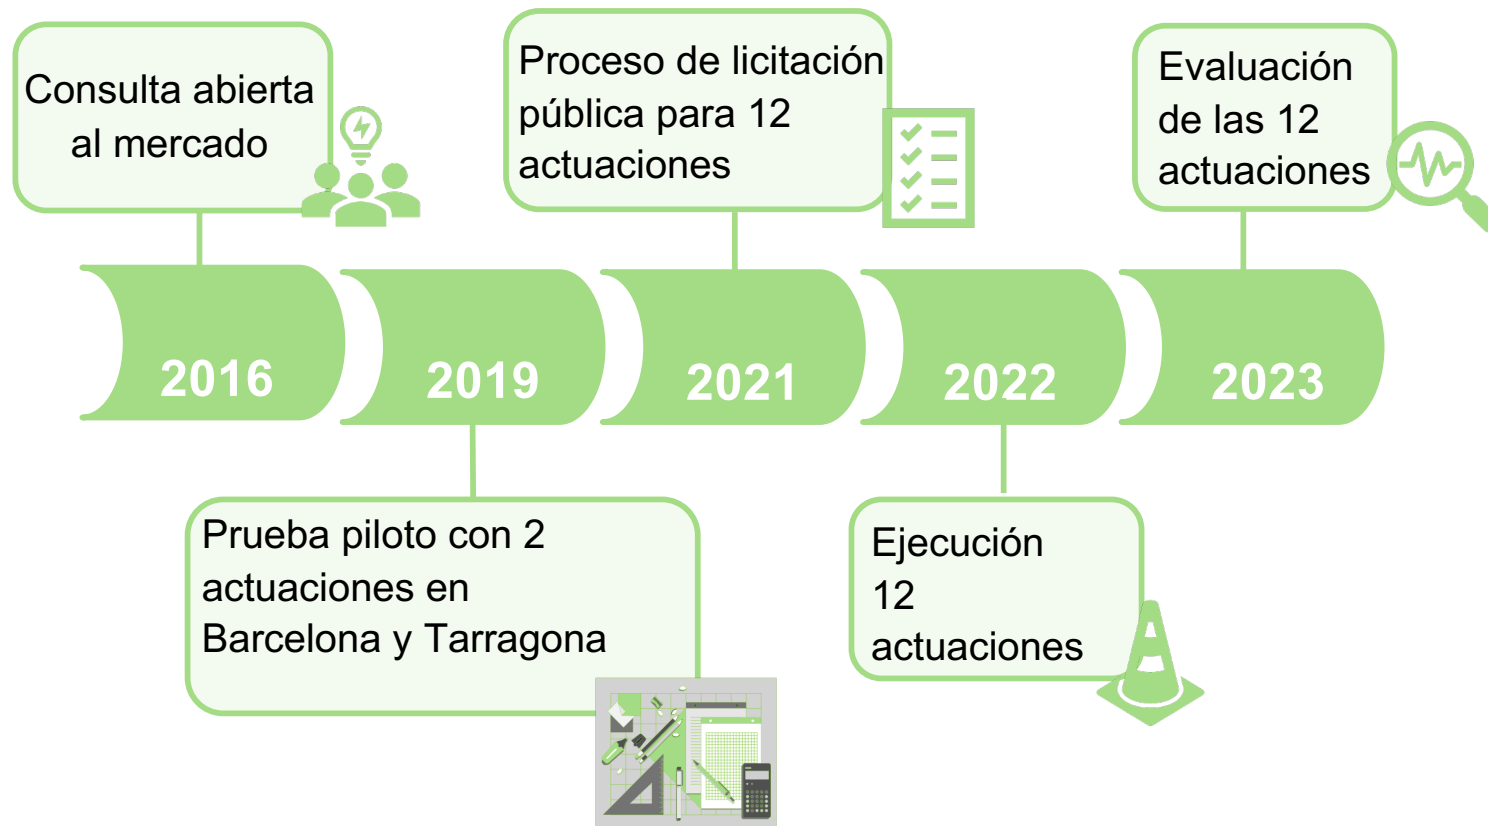 Consulta abierta
al mercado
Proceso de licitación
pública para 12
actuaciones
Evaluación
de las 12
actuaciones
2016
2019
2021
2022
2023
Prueba piloto con 2
actuaciones en
Barcelona y Tarragona
Ejecución
12
actuaciones